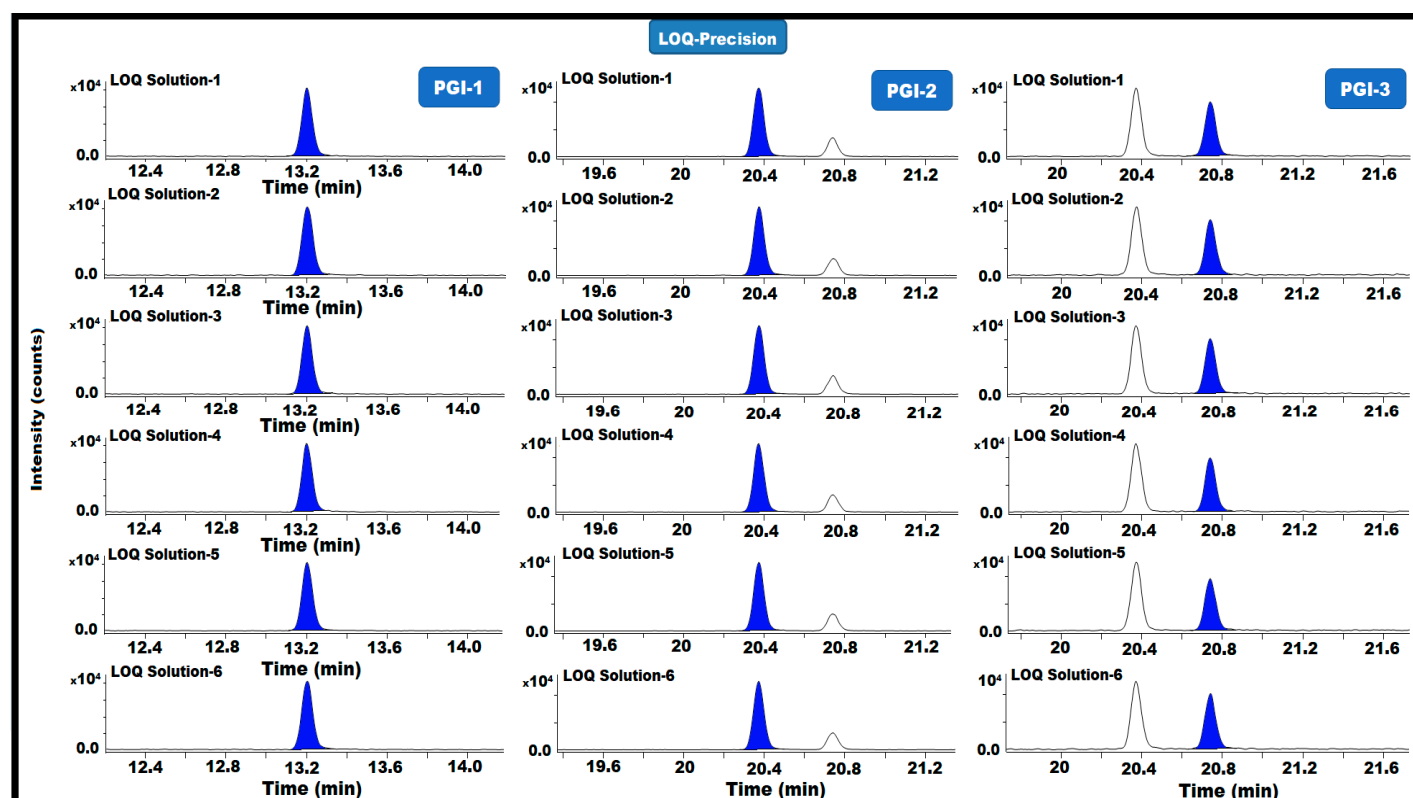 LOQ-Precision
Intensity (counts)
PGI-1
LOQ Solution-1
x10⁴
0.0
12.4 12.8 13.2 13.6 14.0
Time (min)
LOQ Solution-2
x10⁴
0.0
12.4 12.8 13.2 13.6 14.0
Time (min)
LOQ Solution-3
x10⁴
0.0
12.4 12.8 13.2 13.6 14.0
Time (min)
LOQ Solution-4
x10⁴
0.0
12.4 12.8 13.2 13.6 14.0
Time (min)
LOQ Solution-5
x10⁴
0.0
12.4 12.8 13.2 13.6 14.0
Time (min)
LOQ Solution-6
x10⁴
0.0
12.4 12.8 13.2 13.6 14.0
Time (min)
PGI-2
LOQ Solution-1
x10⁴
0.0
19.6 20 20.4 20.8 21.2
LOQ Solution-2
x10⁴
0.0
19.6 20 20.4 20.8 21.2
LOQ Solution-3
x10⁴
0.0
19.6 20 20.4 20.8 21.2
LOQ Solution-4
x10⁴
0.0
19.6 20 20.4 20.8 21.2
LOQ Solution-5
x10⁴
0.0
19.6 20 20.4 20.8 21.2
LOQ Solution-6
x10⁴
0.0
19.6 20 20.4 20.8 21.2
Time (min)
PGI-3
LOQ Solution-1
x10⁴
0.0
20 20.4 20.8 21.2 21.6
LOQ Solution-2
x10⁴
0.0
20 20.4 20.8 21.2 21.6
LOQ Solution-3
x10⁴
0.0
20 20.4 20.8 21.2 21.6
LOQ Solution-4
x10⁴
0.0
20 20.4 20.8 21.2 21.6
LOQ Solution-5
x10⁴
0.0
20 20.4 20.8 21.2 21.6
LOQ Solution-6
10⁴
0.0
20 20.4 20.8 21.2 21.6
Time (min)